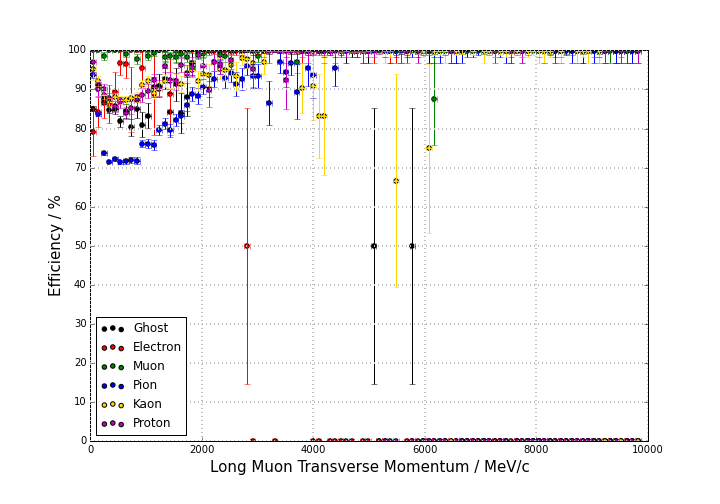 100
90
80
70
60
50
40
30
20
10
0
Efficiency / %
Ghost
Electron
Muon
Pion
Kaon
Proton
0 2000 4000 6000 8000 10000
Long Muon Transverse Momentum / MeV/c